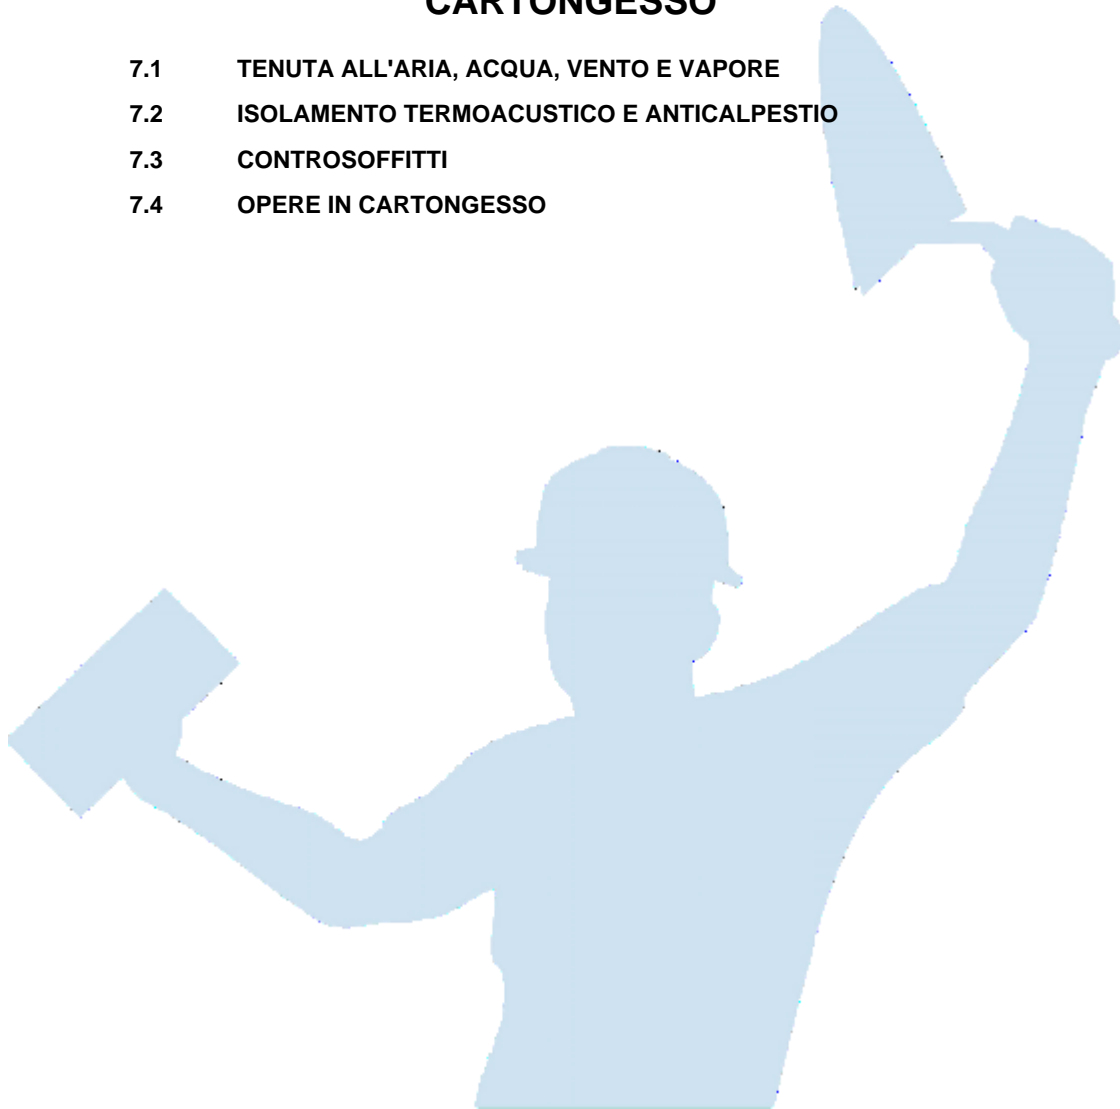 CARTONGESSO
7.1 TENUTA ALL'ARIA, ACQUA, VENTO E VAPORE
7.2 ISOLAMENTO TERMOACUSTICO E ANTICALPESTIO
7.3 CONTROSOFFITTI
7.4 OPERE IN CARTONGESSO